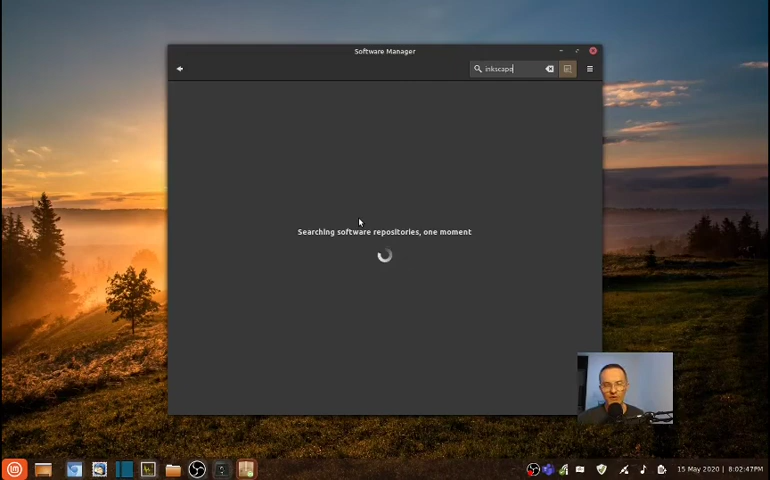 Software Manager
inkscape
Searching software repositories, one moment
15 May 2020 | 8:02:47PM